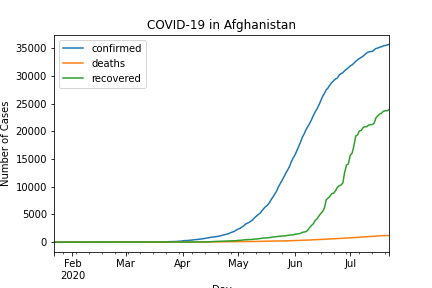 COVID-19 in Afghanistan
confirmed
deaths
recovered
Number of Cases
35000
30000
25000
20000
15000
10000
5000
0
Feb
2020
Mar
Apr
May
Jun
Jul